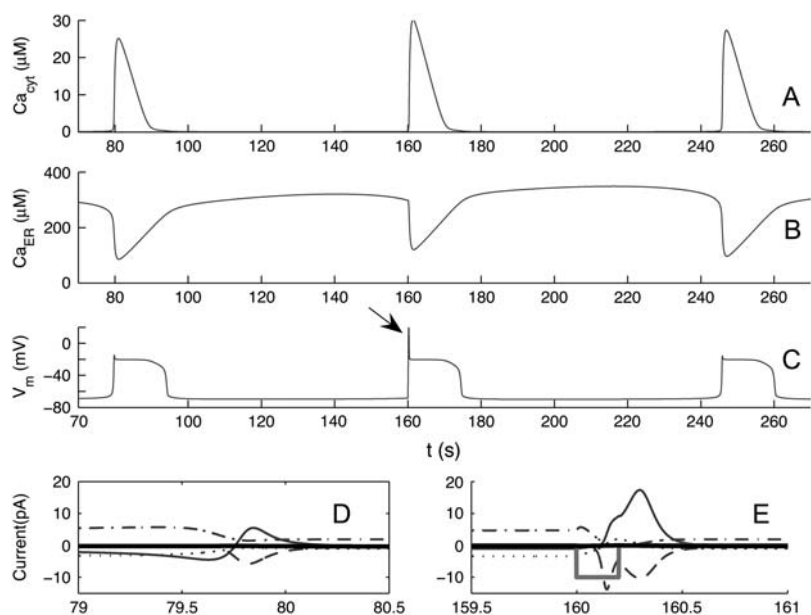 30
20
10
0
Ca_cyt (μM)
A
80 100 120 140 160 180 200 220 240 260
400
200
0
Ca_ER (μM)
B
80 100 120 140 160 180 200 220 240 260
0
−40
−80
V_m (mV)
C
70 80 100 120 140 160 180 200 220 240 260
t (s)
20
10
0
−10
Current(pA)
D
79 79.5 80 80.5
20
10
0
−10
E
159.5 160 160.5 161